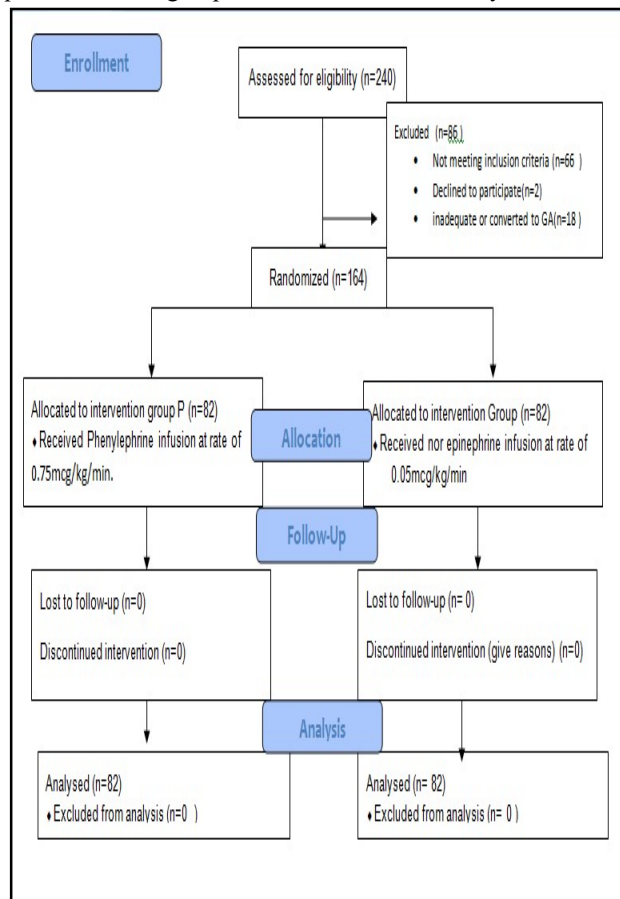 Enrollment
Assessed for eligibility (n=240)
Excluded (n=86 )
• Not meeting inclusion criteria (n=66 )
• Declined to participate(n=2)
• inadequate or converted to GA(n=18 )
Randomized (n=164)
Allocated to intervention group P (n=82)
♦ Received Phenylephrine infusion at rate of
0.75mcg/kg/min.
Allocation
Allocated to intervention Group (n=82)
♦ Received nor epinephrine infusion at rate of
0.05mcg/kg/min
Follow-Up
Lost to follow-up (n=0)
Discontinued intervention (n=0)
Lost to follow-up (n= 0)
Discontinued intervention (give reasons) (n=0)
Analysis
Analysed (n=82)
♦ Excluded from analysis (n=0 )
Analysed (n= 82)
♦ Excluded from analysis (n= 0 )